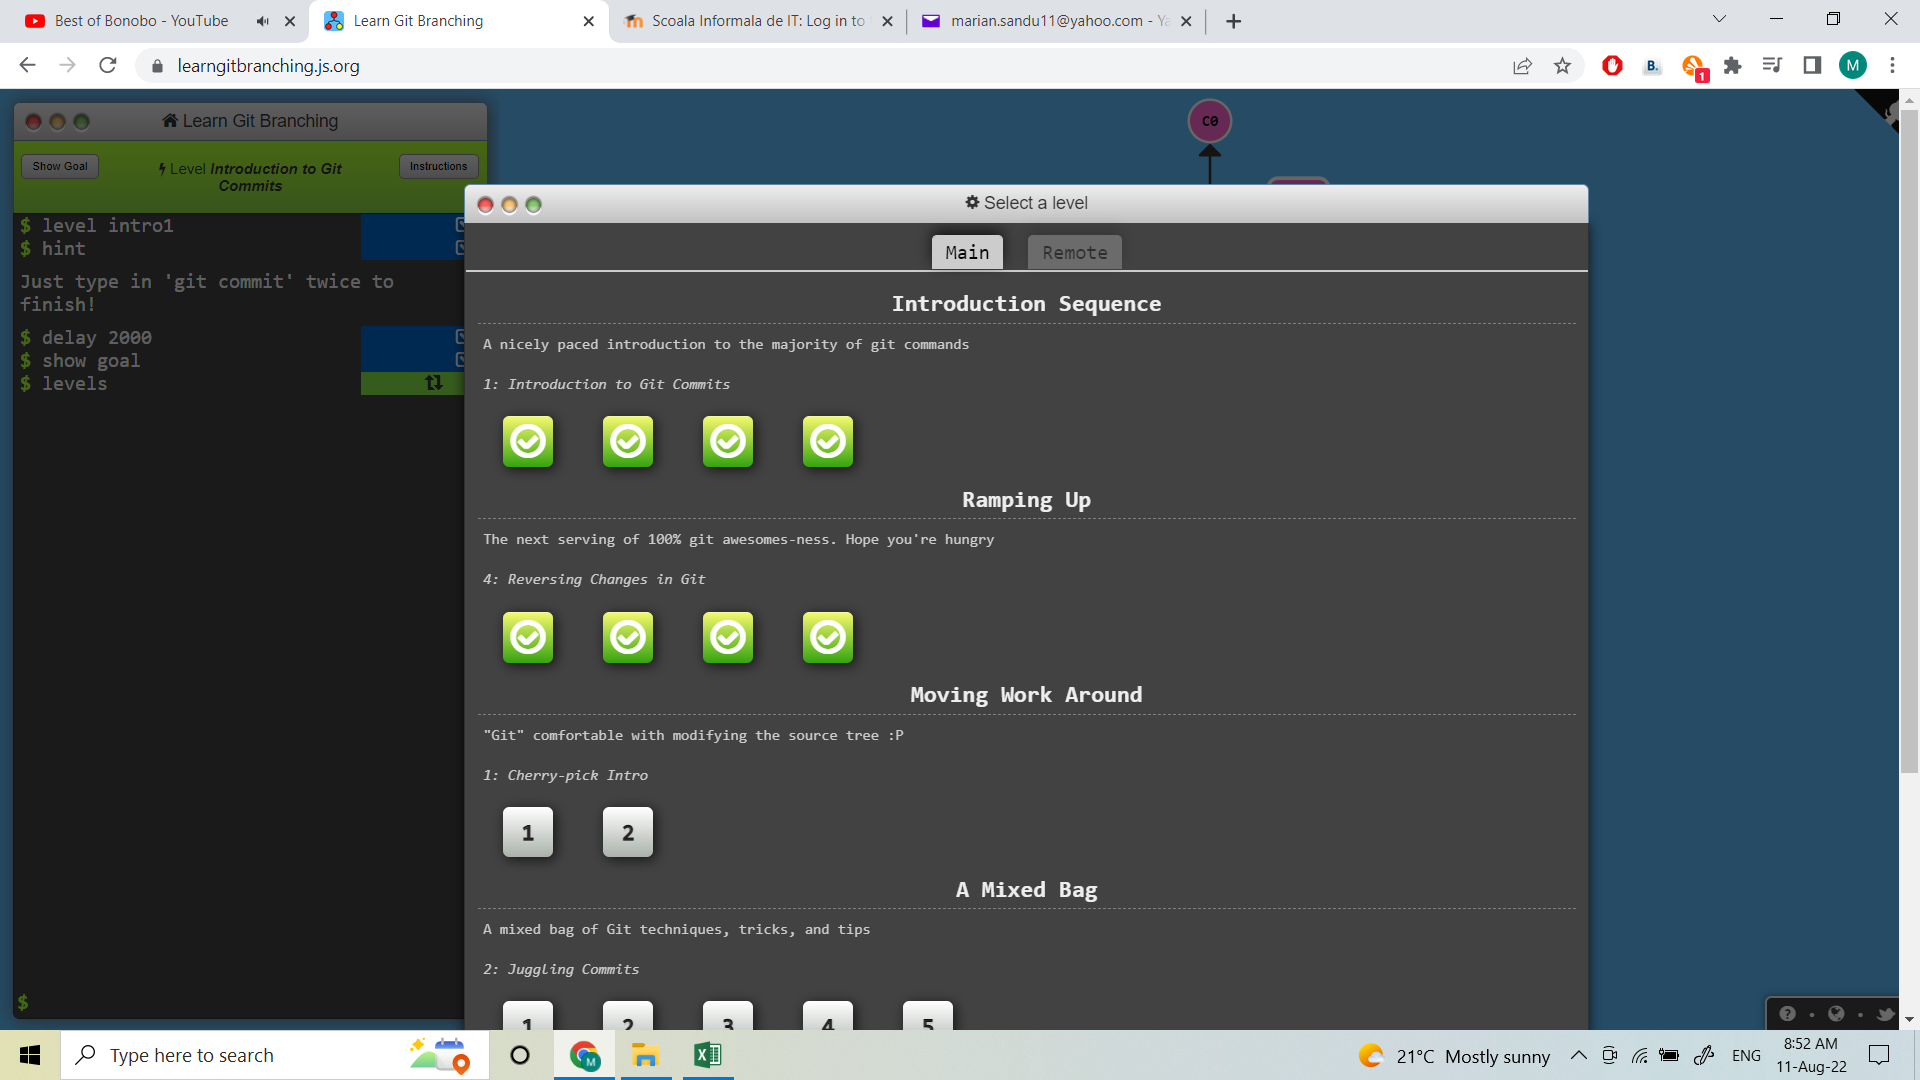 Best of Bonobo - YouTube
Learn Git Branching
Scoala Informala de IT: Log in to
marian.sandu11@yahoo.com - Ya
learngitbranching.js.org
B.
1
M
C0
Learn Git Branching
Show Goal
Level Introduction to Git Commits
Instructions
$ level intro1
$ hint
Just type in 'git commit' twice to
finish!
$ delay 2000
$ show goal
$ levels
$
Select a level
Main
Remote
Introduction Sequence
A nicely paced introduction to the majority of git commands
1: Introduction to Git Commits
Ramping Up
The next serving of 100% git awesomes-ness. Hope you're hungry
4: Reversing Changes in Git
Moving Work Around
"Git" comfortable with modifying the source tree :P
1: Cherry-pick Intro
1 2
A Mixed Bag
A mixed bag of Git techniques, tricks, and tips
2: Juggling Commits
1 2 3 4 5
Type here to search
M
21°C Mostly sunny
ENG
8:52 AM
11-Aug-22